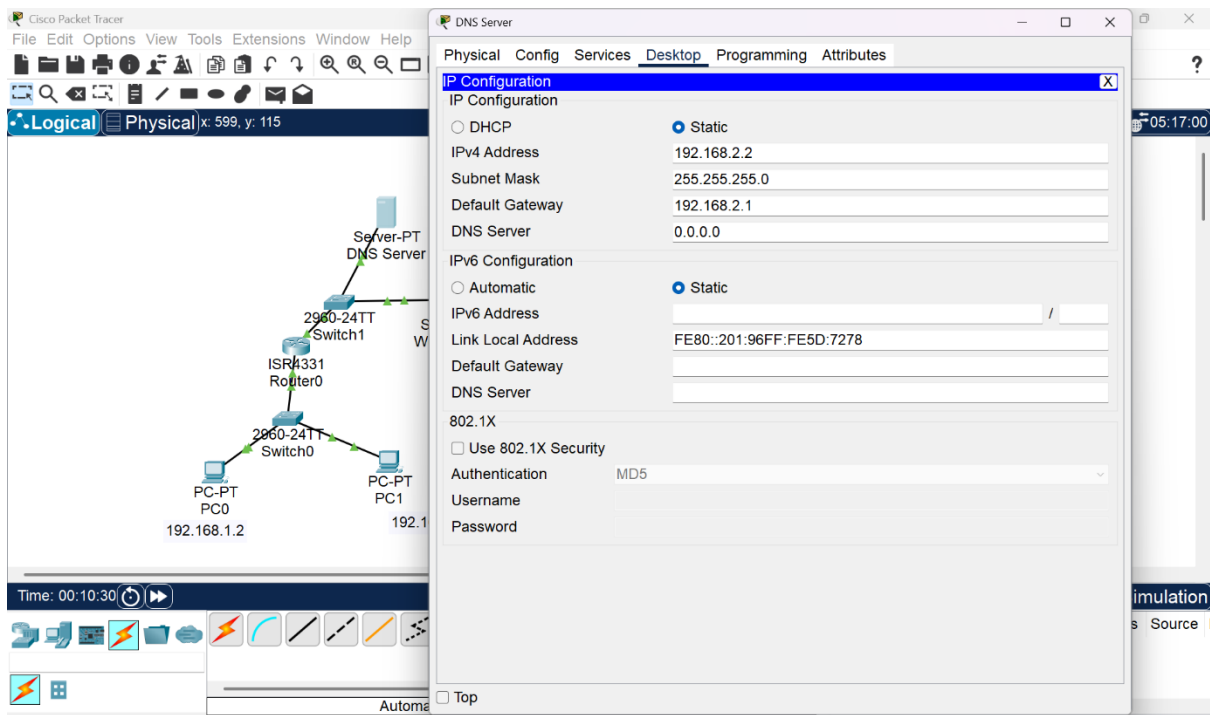 Cisco Packet Tracer
File Edit Options View Tools Extensions Window Help
?
Logical Physical x: 599, y: 115
05:17:00
Server-PT
DNS Server
2960-24TT
Switch1
S
W
ISR4331
Router0
2960-24TT
Switch0
PC-PT
PC0
192.168.1.2
PC-PT
PC1
192.1
Time: 00:10:30
Automa
imulation
s Source
DNS Server
Physical Config Services Desktop Programming Attributes
IP Configuration X
IP Configuration
DHCP Static
IPv4 Address 192.168.2.2
Subnet Mask 255.255.255.0
Default Gateway 192.168.2.1
DNS Server 0.0.0.0
IPv6 Configuration
Automatic Static
IPv6 Address /
Link Local Address FE80::201:96FF:FE5D:7278
Default Gateway
DNS Server
802.1X
Use 802.1X Security
Authentication MD5
Username
Password
Top